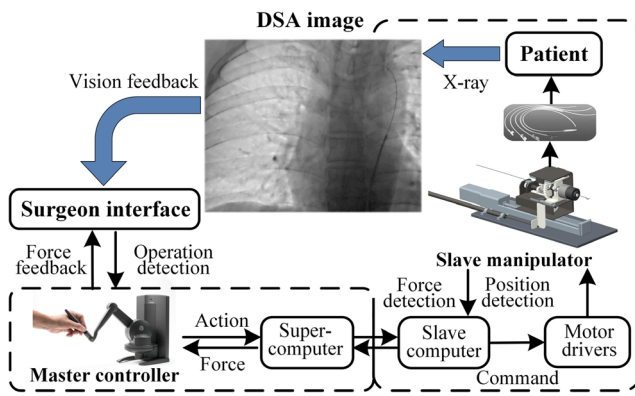 DSA image
Patient
Vision feedback
X-ray
Surgeon interface
Force
feedback
Operation
detection
Slave manipulator
Force
detection
Position
detection
Action
Force
Super-
computer
Slave
computer
Motor
drivers
Master controller
Command